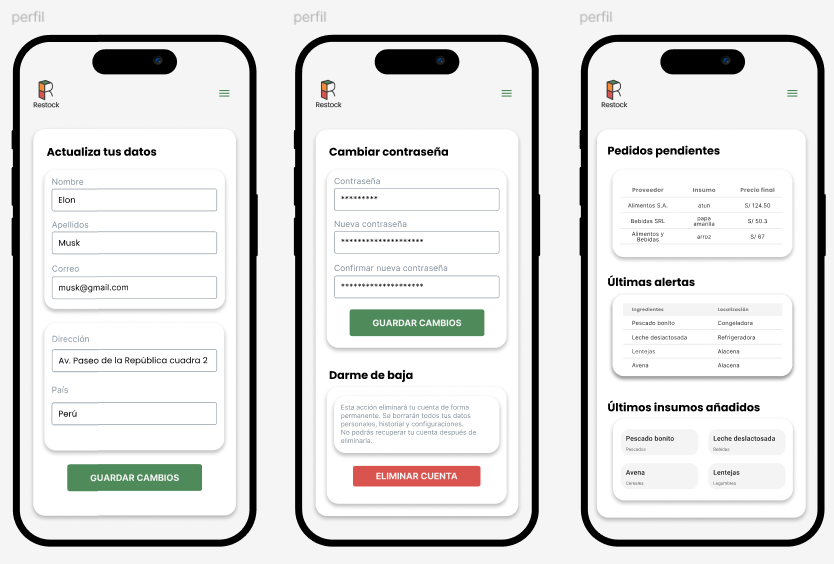 perfil
Restock
Actualiza tus datos
Nombre
Elon
Apellidos
Musk
Correo
musk@gmail.com
Dirección
Av. Paseo de la República cuadra 2
País
Perú
GUARDAR CAMBIOS
perfil
Restock
Cambiar contraseña
Contraseña
*********
Nueva contraseña
********************
Confirmar nueva contraseña
********************
GUARDAR CAMBIOS
Darme de baja
Esta acción eliminará tu cuenta de forma
permanente. Se borrarán todos tus datos
personales, historial y configuraciones.
No podrás recuperar tu cuenta después de
eliminarla.
ELIMINAR CUENTA
perfil
Restock
Pedidos pendientes
Proveedor Insumo Precio final
Alimentos S.A. atun S/ 124.50
Bebidas SRL papa amarilla S/ 50.3
Alimentos y Bebidas arroz S/ 67
Últimas alertas
Ingredientes Localización
Pescado bonito Congeladora
Leche deslactosada Refrigeradora
Lentejas Alacena
Avena Alacena
Últimos insumos añadidos
Pescado bonito Leche deslactosada
Pescados Bebidas
Avena Lentejas
Cereales Legumbres